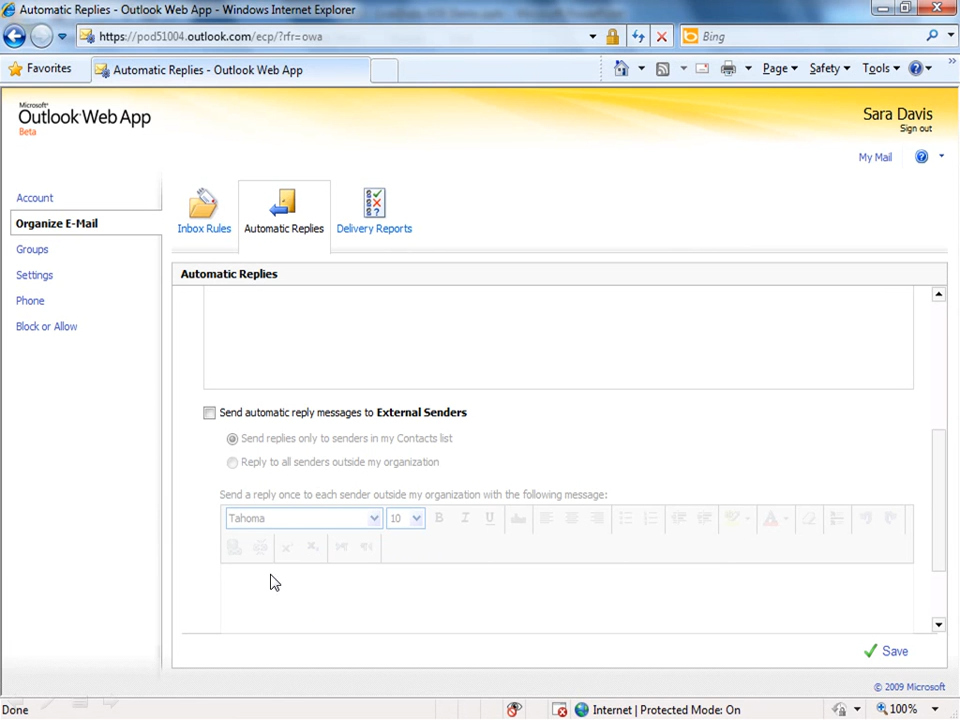 Automatic Replies - Outlook Web App - Windows Internet Explorer
https://pod51004.outlook.com/ecp/?rfr=owa
Bing
Favorites
Automatic Replies - Outlook Web App
Page
Safety
Tools
Microsoft®
Outlook Web App
Beta
Sara Davis
Sign out
My Mail
Account
Organize E-Mail
Groups
Settings
Phone
Block or Allow
Inbox Rules
Automatic Replies
Delivery Reports
Automatic Replies
Send automatic reply messages to External Senders
Send replies only to senders in my Contacts list
Reply to all senders outside my organization
Send a reply once to each sender outside my organization with the following message:
Tahoma
10
B I U
Save
© 2009 Microsoft
Done
Internet | Protected Mode: On
100%